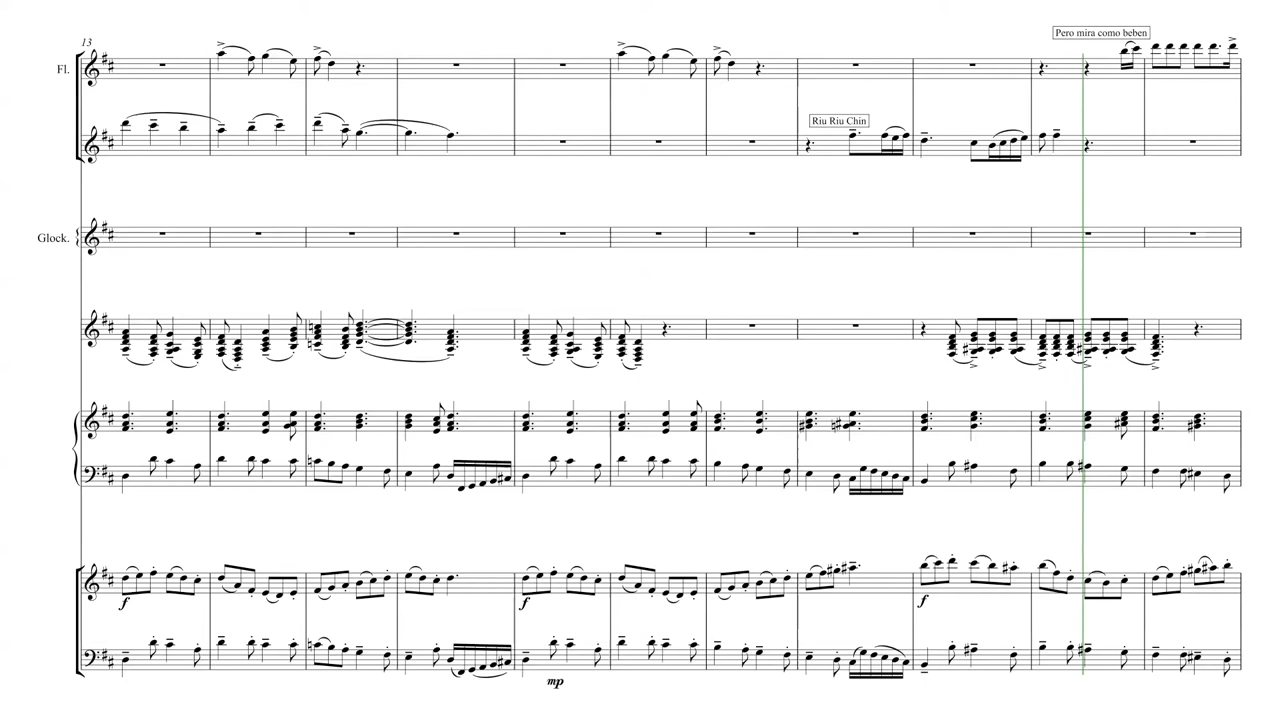 Pero mira como beben
13
Fl.
Riu Riu Chin
Glock.
f
f
f
mp